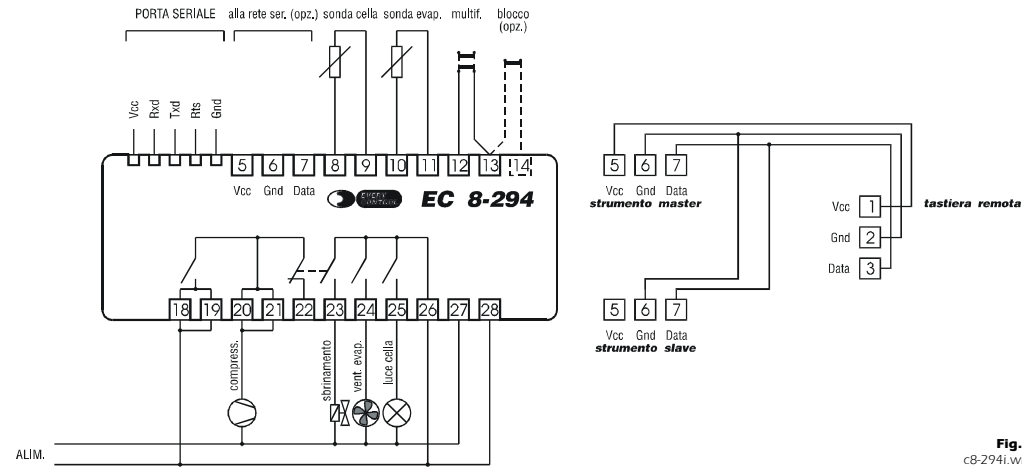 PORTA SERIALE alla rete ser. (opz.) sonda cella sonda evap. multif. blocco
(opz.)
Vcc Rxd Txd Rts Gnd
5 6 7 8 9 10 11 12 13 14
Vcc Gnd Data
EVERY
CONTROL
EC 8-294
18 19 20 21 22 23 24 25 26 27 28
compress. sbrinamento vent. evap. luce cella
ALIM.
5 6 7
Vcc Gnd Data
strumento master
Vcc 1 tastiera remota
Gnd 2
Data 3
5 6 7
Vcc Gnd Data
strumento slave
Fig.